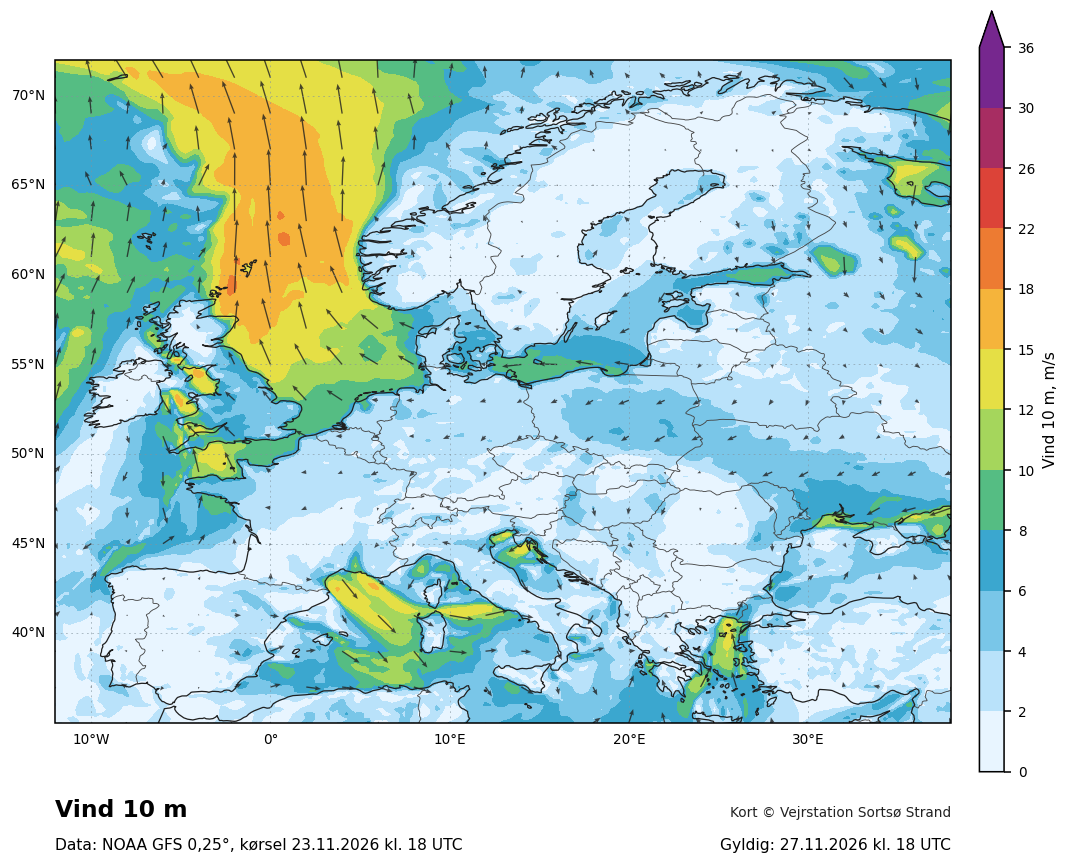 70°N
65°N
60°N
55°N
50°N
45°N
40°N
10°W
0°
10°E
20°E
30°E
36
30
26
22
18
15
12
10
8
6
4
2
0
Vind 10 m, m/s
Vind 10 m
Kort © Vejrstation Sortsø Strand
Data: NOAA GFS 0,25°, kørsel 23.11.2026 kl. 18 UTC
Gyldig: 27.11.2026 kl. 18 UTC